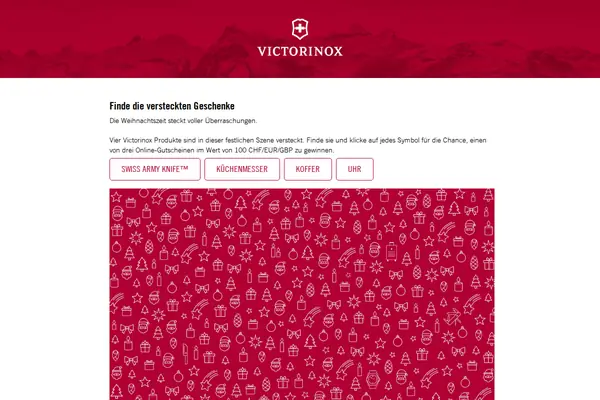 VICTORINOX
Finde die versteckten Geschenke
Die Weihnachtszeit steckt voller Überraschungen.
Vier Victorinox Produkte sind in dieser festlichen Szene versteckt. Finde sie und klicke auf jedes Symbol für die Chance, einen
von drei Online-Gutscheinen im Wert von 100 CHF/EUR/GBP zu gewinnen.
SWISS ARMY KNIFE™ KÜCHENMESSER KOFFER UHR